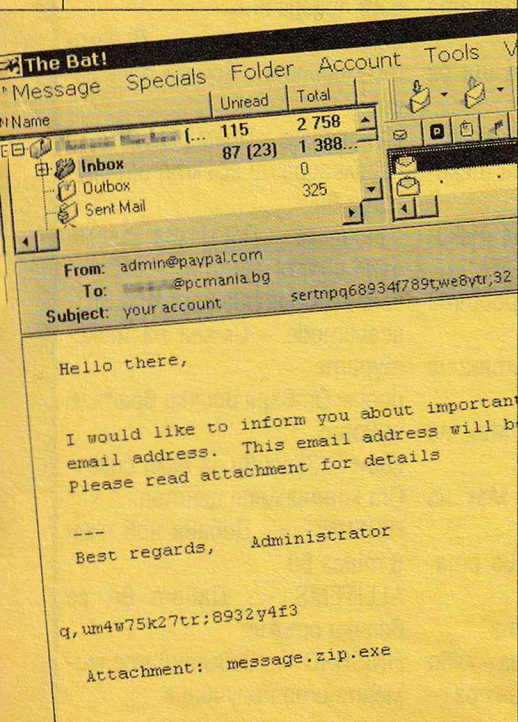 The Bat!
Message Specials Folder Account Tools
Name Unread Total
(... 115 2 758
Inbox 87 (23) 1 388...
Outbox 0
Sent Mail 325
From: admin@paypal.com
To: @pcmania.bg
Subject: your account sertnpq68934f789t;we8ytr;32
Hello there,
I would like to inform you about important
email address. This email address will be
Please read attachment for details
---
Best regards, Administrator
q,um4w75k27tr;8932y4f3
Attachment: message.zip.exe